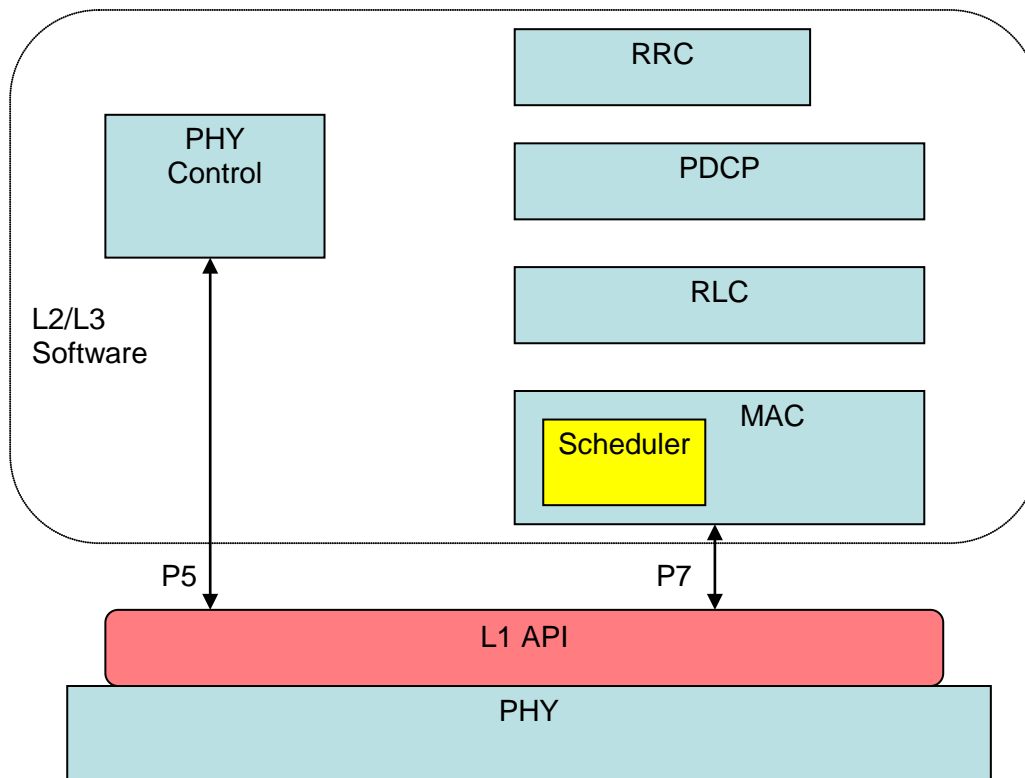 RRC
PHY
Control
PDCP
RLC
L2/L3
Software
MAC
Scheduler
P5
P7
L1 API
PHY